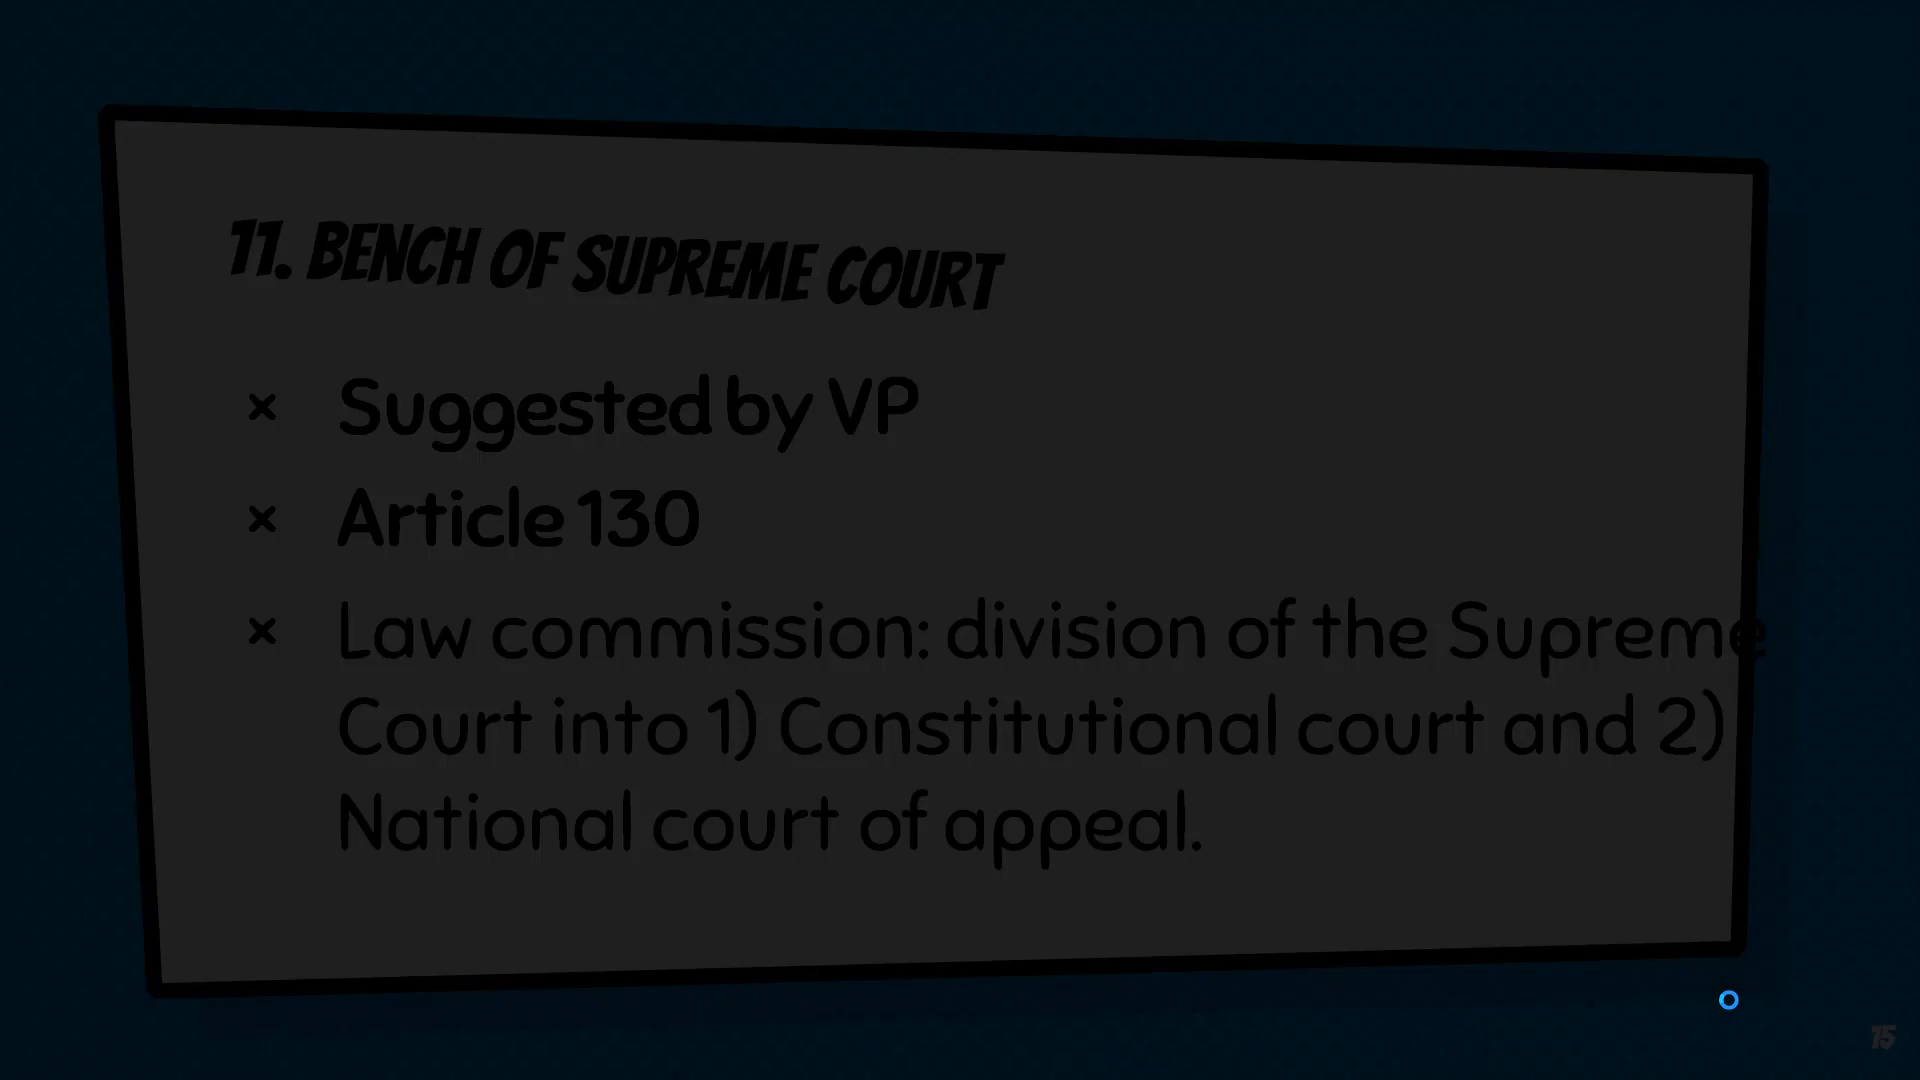 11. BENCH OF SUPREME COURT
× Suggested by VP
× Article 130
× Law commission: division of the Supreme
Court into 1) Constitutional court and 2)
National court of appeal.
15